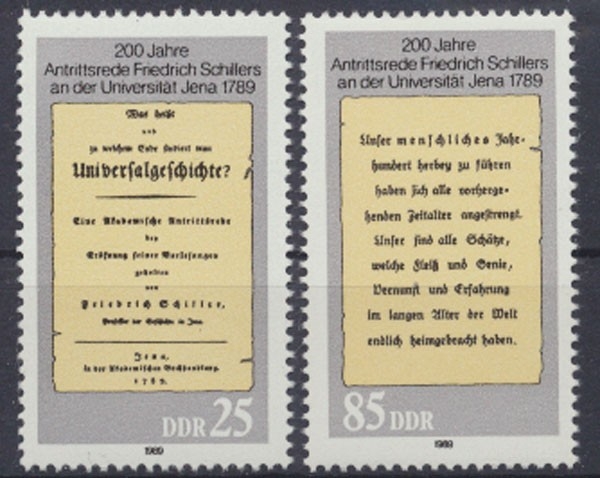 200 Jahre
Antrittsrede Friedrich Schillers
an der Universität Jena 1789
Was heißt
und
zu welchem Ende studiert man
Universalgeschichte?
Eine Akademische Antrittsrede
bey
Eröfnung seiner Vorlesungen
gehalten
von
Friedrich Schiller,
Professor der Geschichte in Jena.
Jena,
in der Akademischen Buchhandlung.
1789.
DDR 25
1989
200 Jahre
Antrittsrede Friedrich Schillers
an der Universität Jena 1789
Unser menschliches Jahr-
hundert herbey zu führen
haben sich alle vorherge-
henden Zeitalter angestrengt.
Unser sind alle Schätze,
welche Fleiß und Genie,
Vernunft und Erfahrung
im langen Alter der Welt
endlich heimgebracht haben.
85 DDR
1989